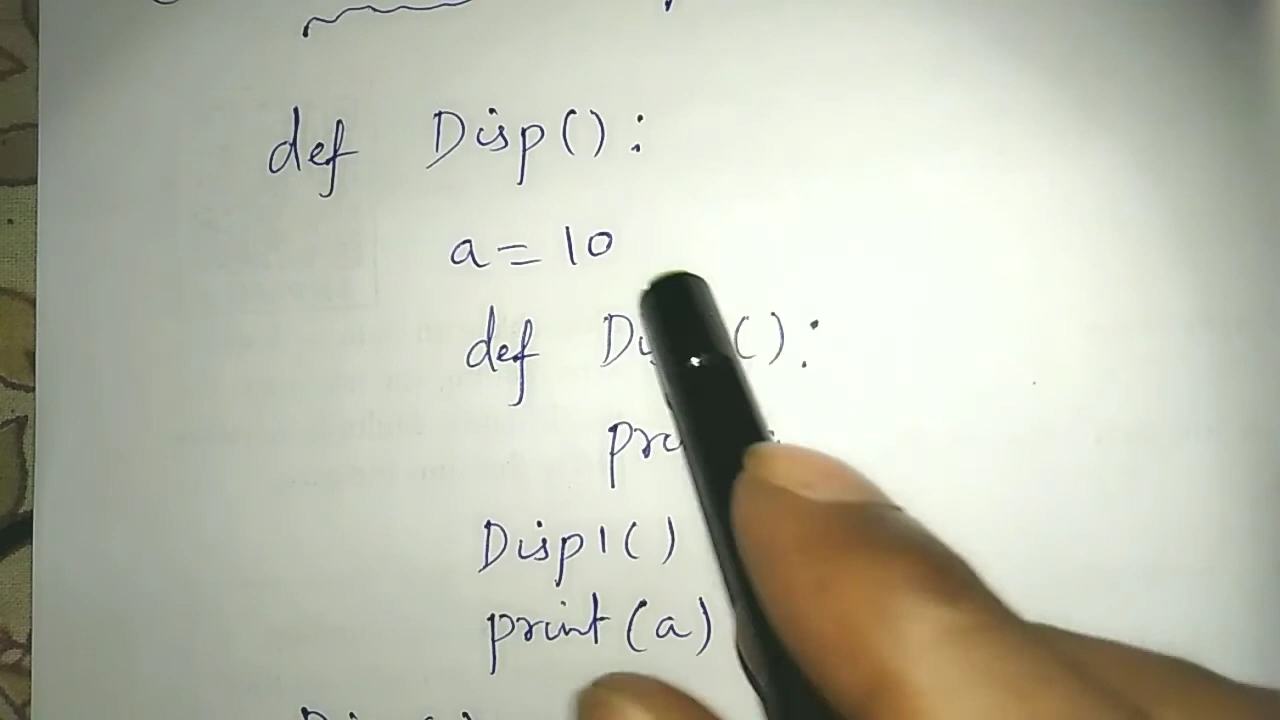 def Disp():
a = 10
def ():
Disp1()
print(a)